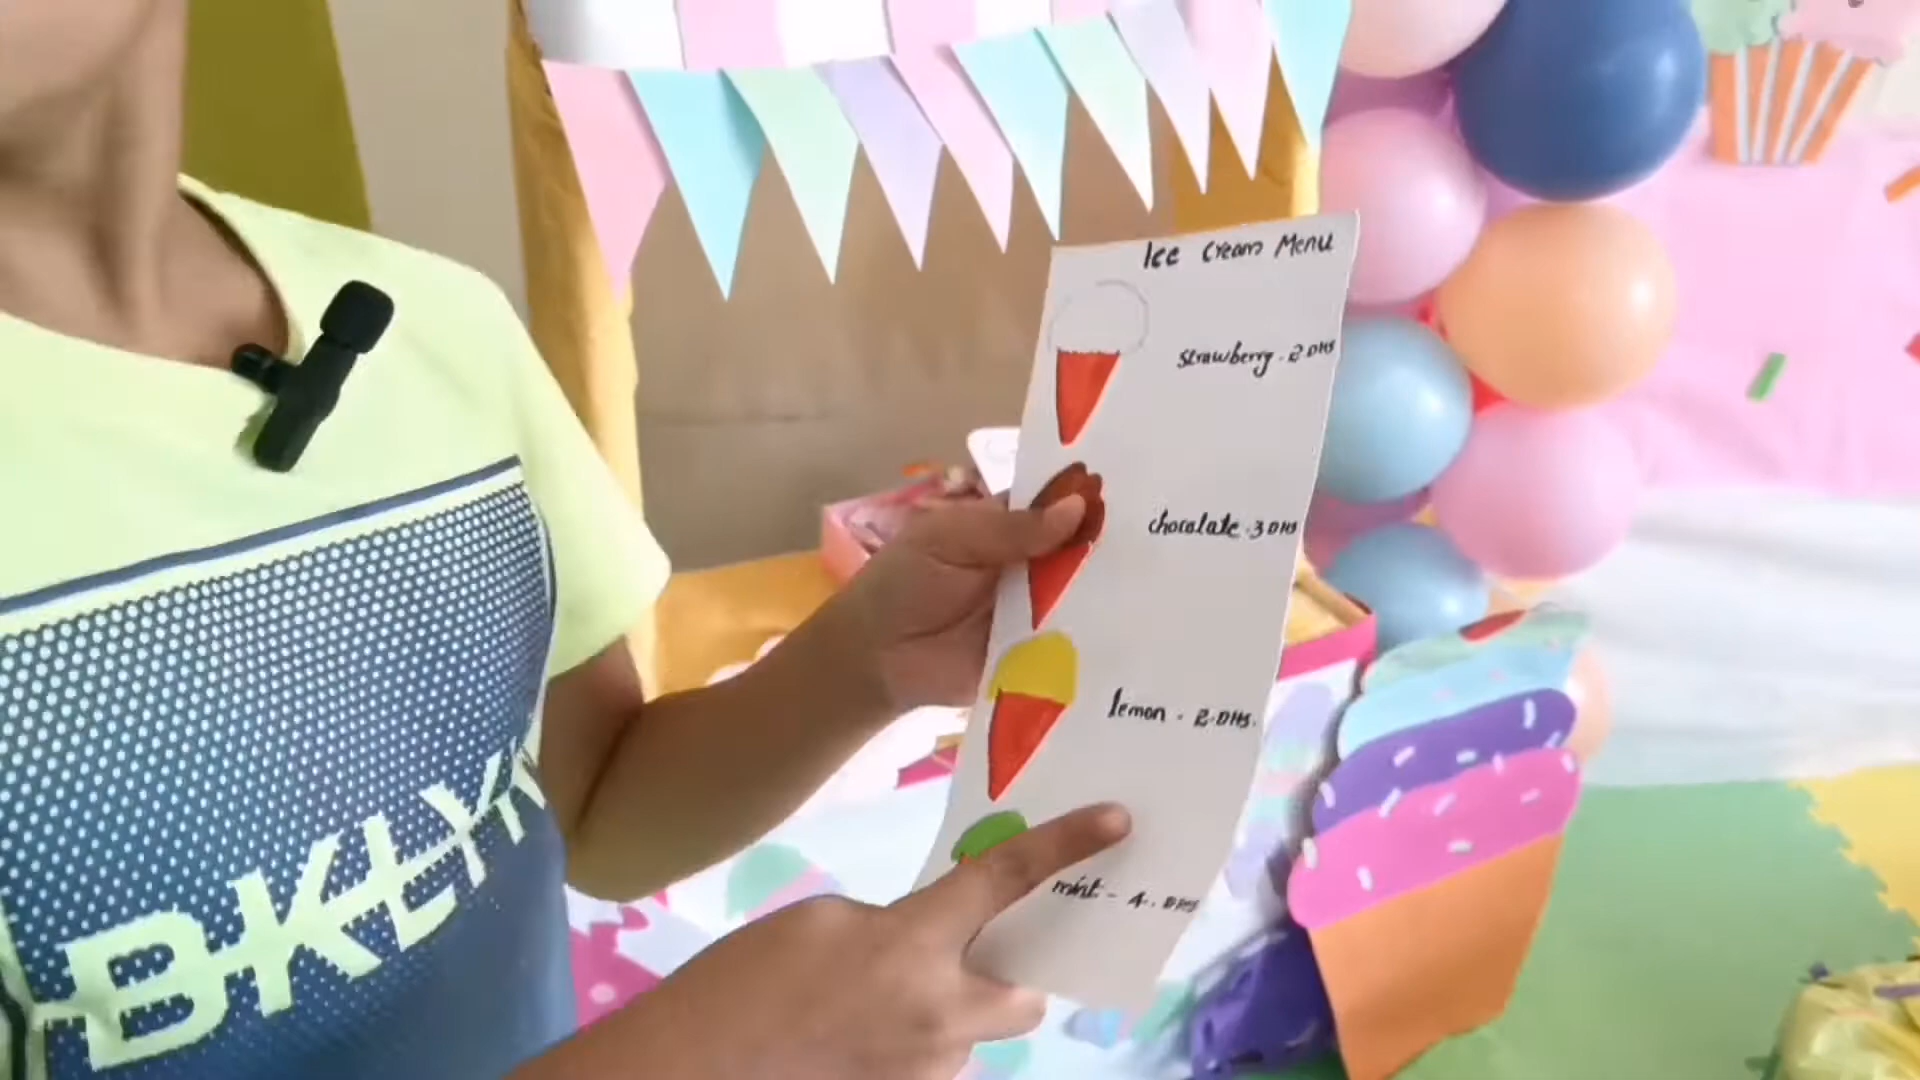 Ice Cream Menu
Strawberry . 2 DHS
chocolate . 3 DHS
lemon - 2.DHS.
mint - 4. DHS
BKLYN